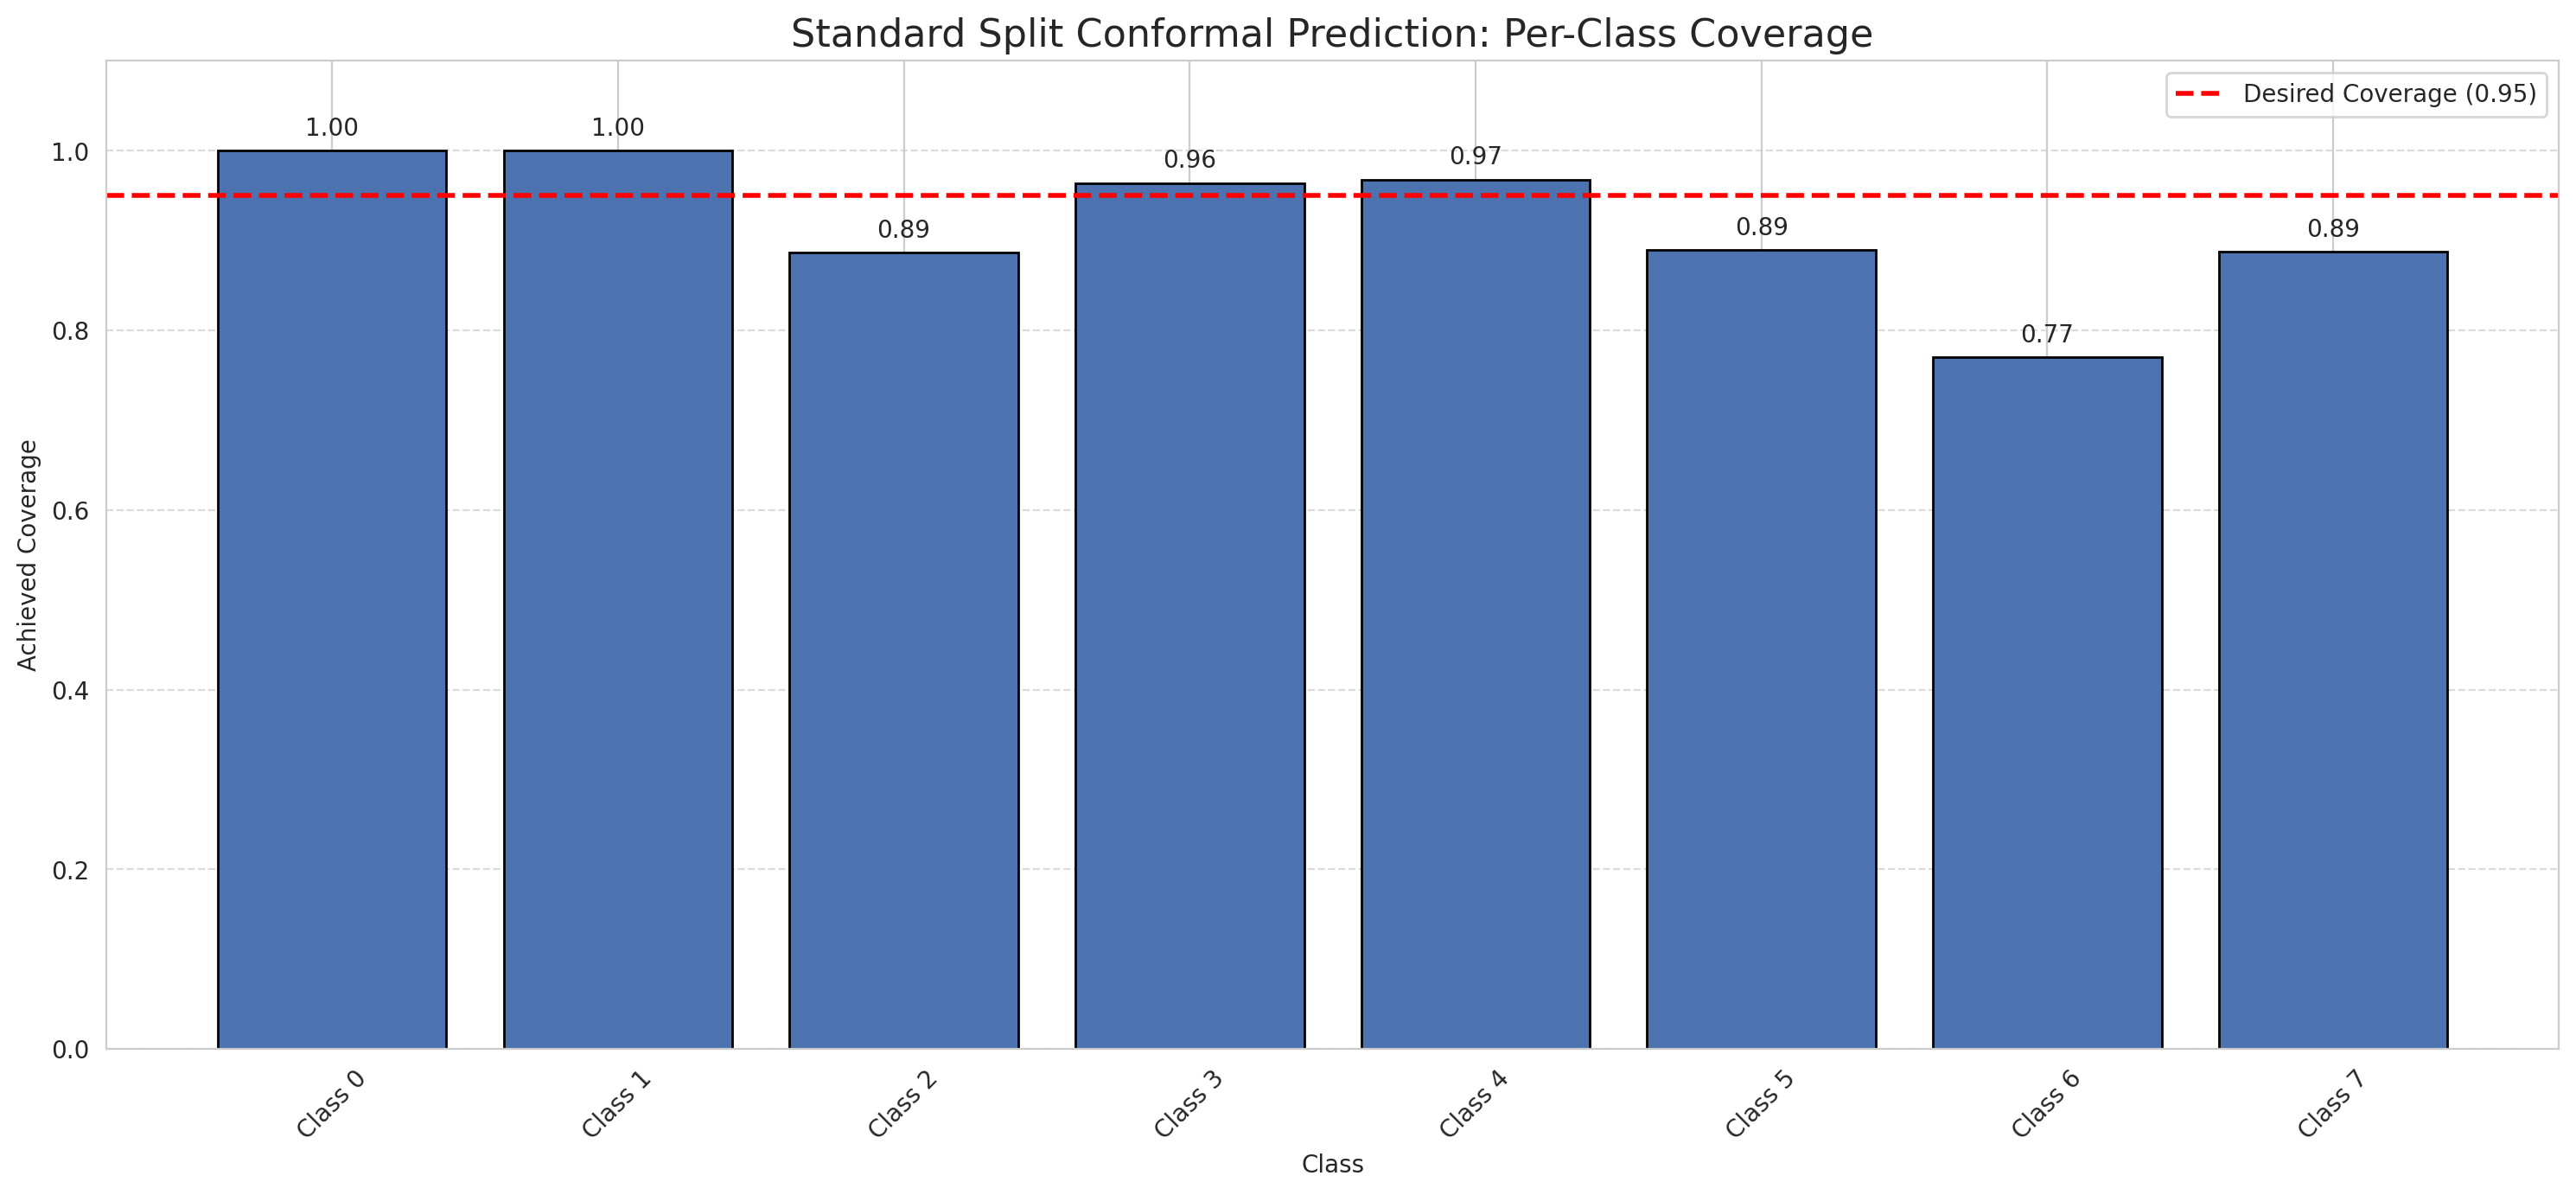 Standard Split Conformal Prediction: Per-Class Coverage
Desired Coverage (0.95)
1.00
1.00
0.89
0.96
0.97
0.89
0.77
0.89
Achieved Coverage
1.0
0.8
0.6
0.4
0.2
0.0
Class 0
Class 1
Class 2
Class 3
Class 4
Class 5
Class 6
Class 7
Class